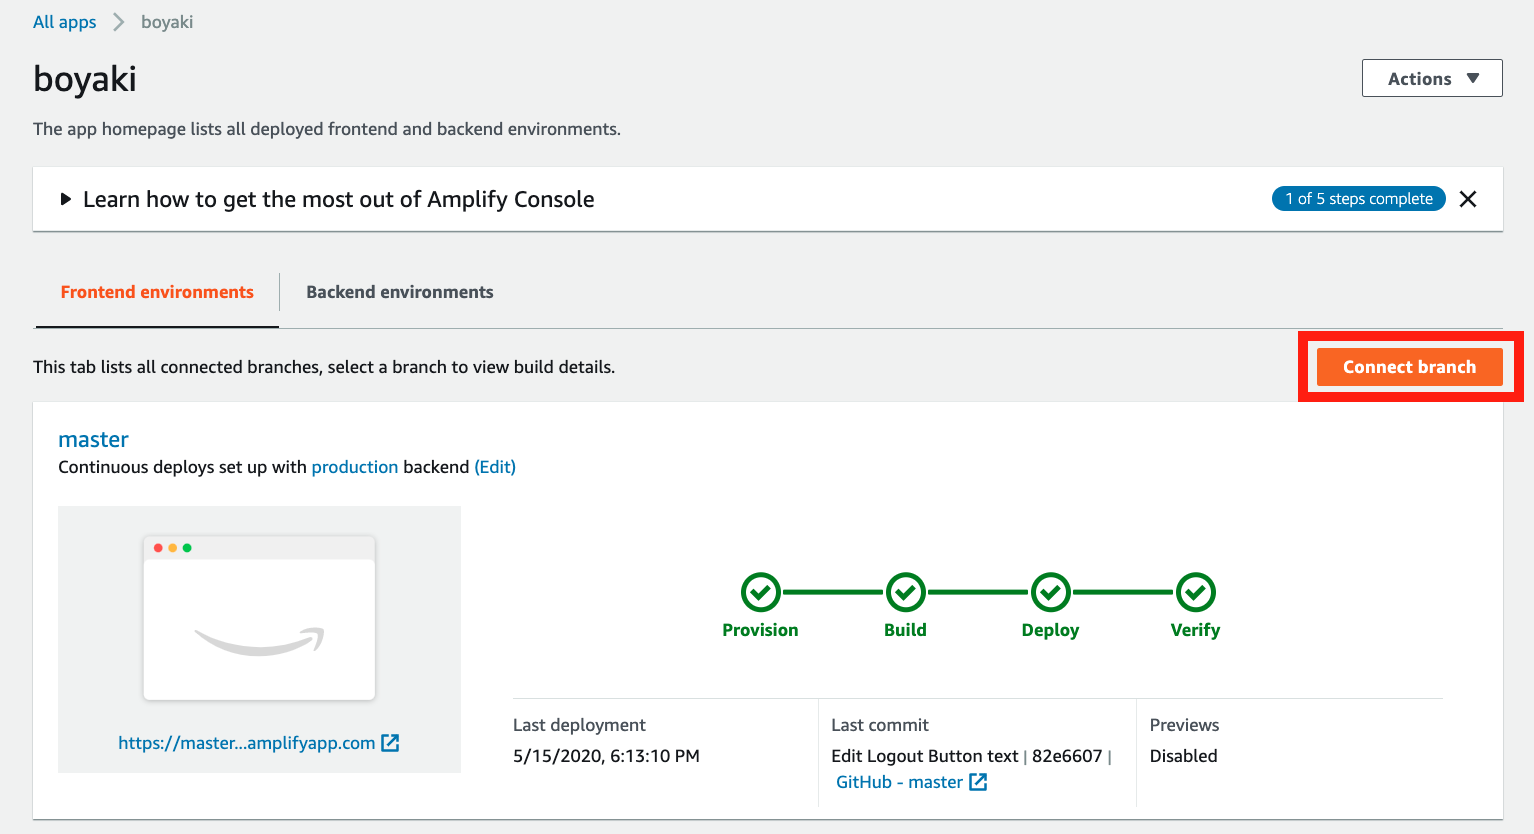 All apps > boyaki
boyaki
Actions ▼
The app homepage lists all deployed frontend and backend environments.
Learn how to get the most out of Amplify Console
1 of 5 steps complete
Frontend environments
Backend environments
This tab lists all connected branches, select a branch to view build details.
Connect branch
master
Continuous deploys set up with production backend (Edit)
Provision
Build
Deploy
Verify
https://master...amplifyapp.com
Last deployment
5/15/2020, 6:13:10 PM
Last commit
Edit Logout Button text | 82e6607 |
GitHub - master
Previews
Disabled